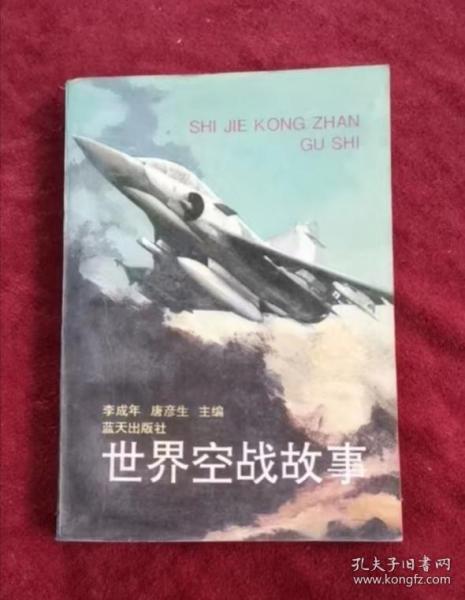 SHI JIE KONG ZHAN
GU SHI
李成年 唐彦生 主编
蓝天出版社
世界空战故事
孔夫子旧书网
www.kongfz.com